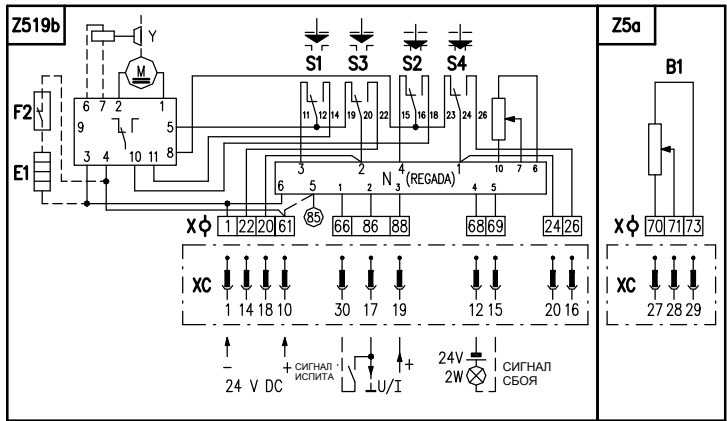 Z519b
Z5a
Y
M
S1 S3 S2 S4
B1
F2
E1
6 7 2 1
9 5
8
3 4 10 11
11 12 14 19 20 22 15 16 18 23 24 26 10 7 6
3 2 4 1
N (REGADA)
6 5 1 2 3 4 5
85
X 1 22 20 61 66 86 88 68 69 24 26
X 70 71 73
XC
1 14 18 10 30 17 19 12 15 20 16
XC
27 28 29
− +
24 V DC
СИГНАЛ
ИСПИТА
U/I
+
24V
2W
СИГНАЛ
СБОЯ